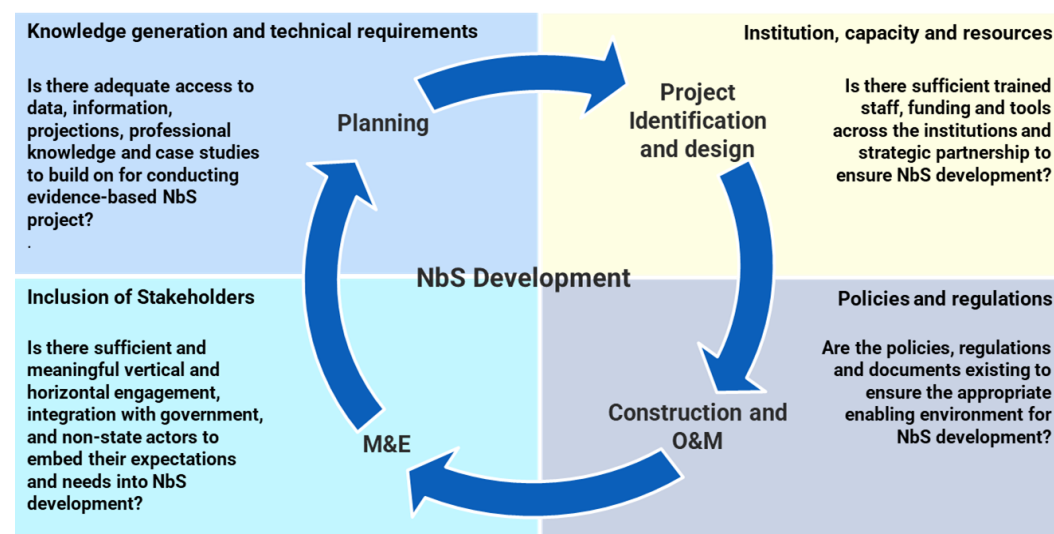 Knowledge generation and technical requirements
Is there adequate access to
data, information,
projections, professional
knowledge and case studies
to build on for conducting
evidence-based NbS
project?
.
Planning
Institution, capacity and resources
Is there sufficient trained
staff, funding and tools
across the institutions and
strategic partnership to
ensure NbS development?
Project
Identification
and design
NbS Development
Inclusion of Stakeholders
Is there sufficient and
meaningful vertical and
horizontal engagement,
integration with government,
and non-state actors to
embed their expectations
and needs into NbS
development?
M&E
Policies and regulations
Are the policies, regulations
and documents existing to
ensure the appropriate
enabling environment for
NbS development?
Construction and
O&M